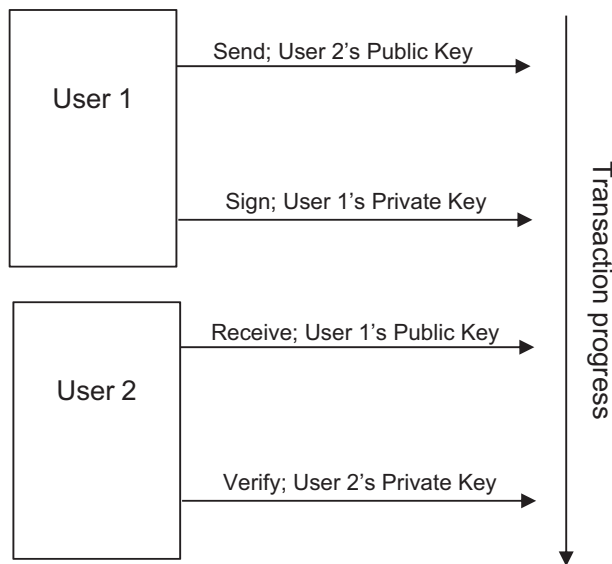 Send; User 2's Public Key
User 1
Sign; User 1's Private Key
Receive; User 1's Public Key
User 2
Verify; User 2's Private Key
Transaction progress